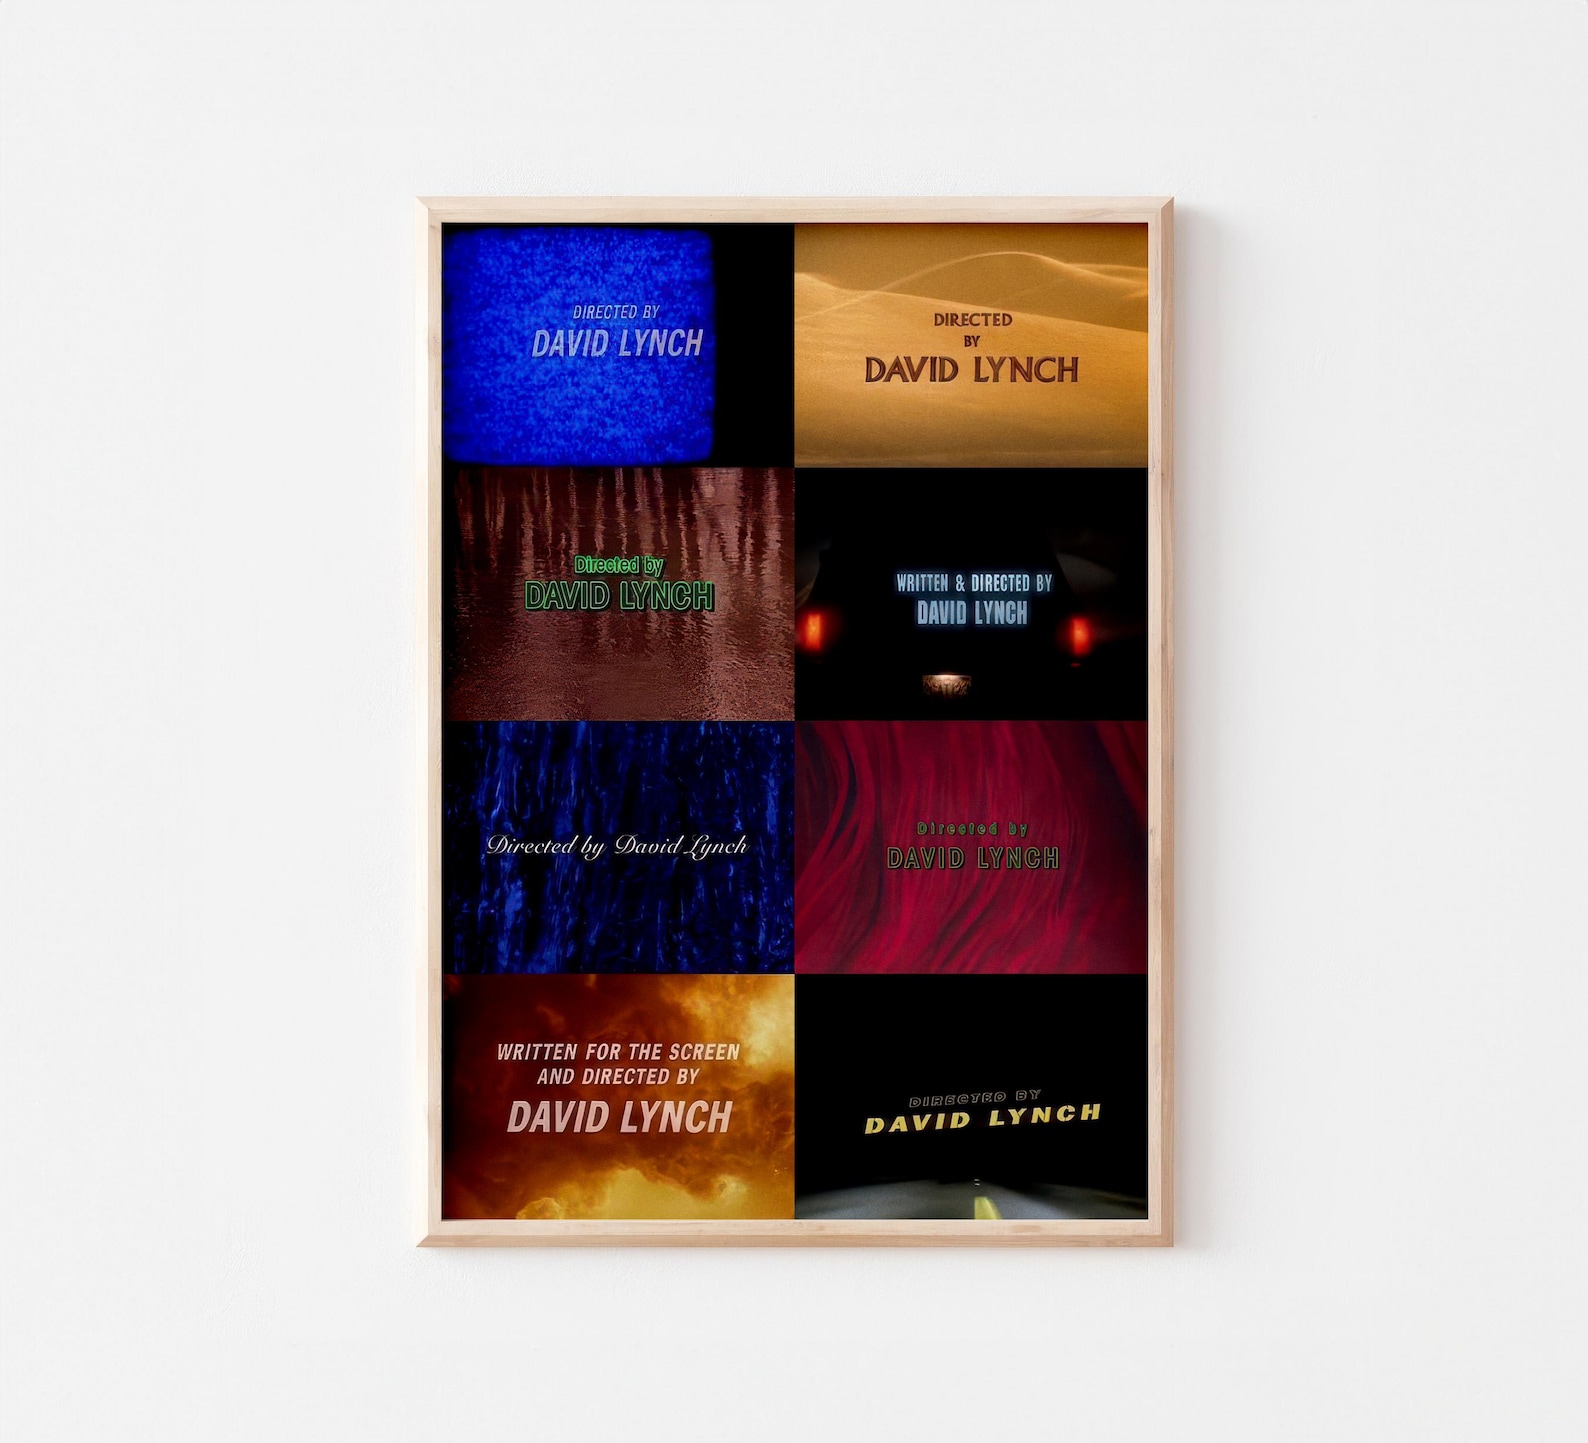 DIRECTED BY
DAVID LYNCH
DIRECTED
BY
DAVID LYNCH
Directed by
DAVID LYNCH
WRITTEN & DIRECTED BY
DAVID LYNCH
Directed by David Lynch
Directed by
DAVID LYNCH
WRITTEN FOR THE SCREEN
AND DIRECTED BY
DAVID LYNCH
DIRECTED BY
DAVID LYNCH